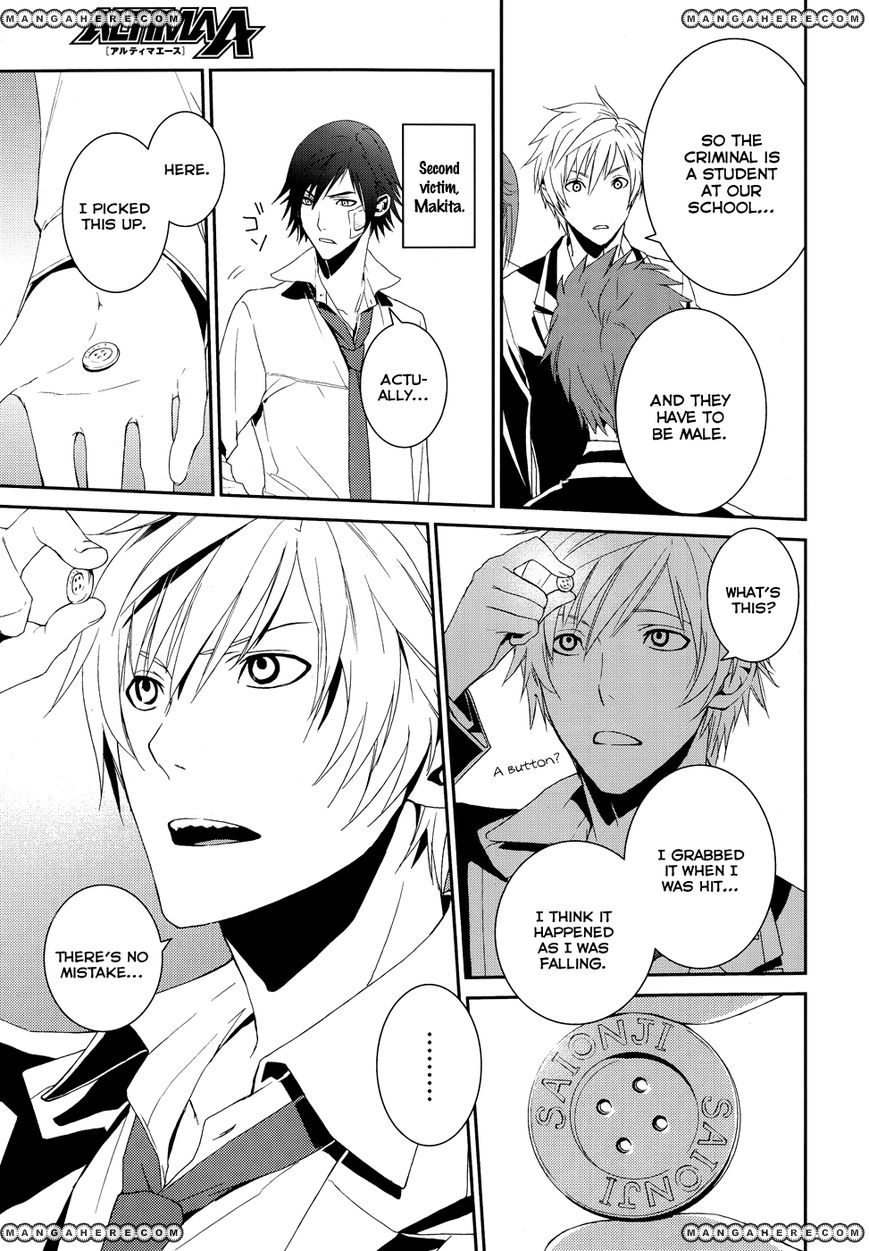 MANGAHERE.COM
MANGAHERE.COM
ALTIMA A
[アルティマエース]
SO THE
CRIMINAL IS
A STUDENT
AT OUR
SCHOOL...
AND THEY
HAVE TO
BE MALE.
Second
victim,
Makita.
ゴン
ACTU-
ALLY...
HERE.
I PICKED
THIS UP.
WHAT'S
THIS?
A BUTTON?
I GRABBED
IT WHEN I
WAS HIT...
I THINK IT
HAPPENED
AS I WAS
FALLING.
SAIONJI
SAIONJI
THERE'S NO
MISTAKE...
........
MANGAHERE.COM
MANGAHERE.COM